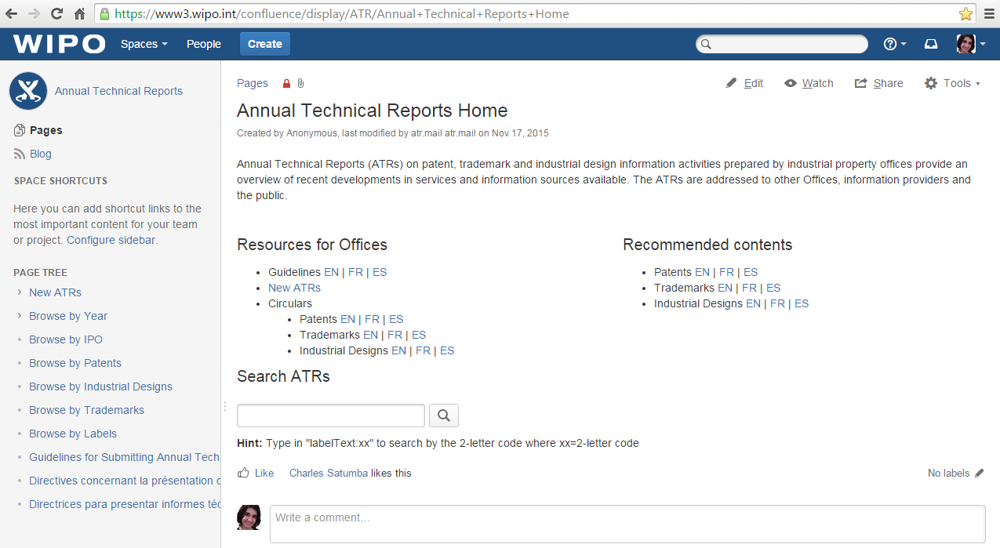 https://www3.wipo.int/confluence/display/ATR/Annual+Technical+Reports+Home
WIPO Spaces People Create
Annual Technical Reports
Pages
Blog
SPACE SHORTCUTS
Here you can add shortcut links to the
most important content for your team
or project. Configure sidebar.
PAGE TREE
New ATRs
Browse by Year
Browse by IPO
Browse by Patents
Browse by Industrial Designs
Browse by Trademarks
Browse by Labels
Guidelines for Submitting Annual Tech
Directives concernant la présentation d
Directrices para presentar informes téc
Pages Edit Watch Share Tools
Annual Technical Reports Home
Created by Anonymous, last modified by atr.mail atr.mail on Nov 17, 2015
Annual Technical Reports (ATRs) on patent, trademark and industrial design information activities prepared by industrial property offices provide an
overview of recent developments in services and information sources available. The ATRs are addressed to other Offices, information providers and
the public.
Resources for Offices
Guidelines EN | FR | ES
New ATRs
Circulars
Patents EN | FR | ES
Trademarks EN | FR | ES
Industrial Designs EN | FR | ES
Recommended contents
Patents EN | FR | ES
Trademarks EN | FR | ES
Industrial Designs EN | FR | ES
Search ATRs
Hint: Type in "labelText:xx" to search by the 2-letter code where xx=2-letter code
Like Charles Satumba likes this No labels
Write a comment…